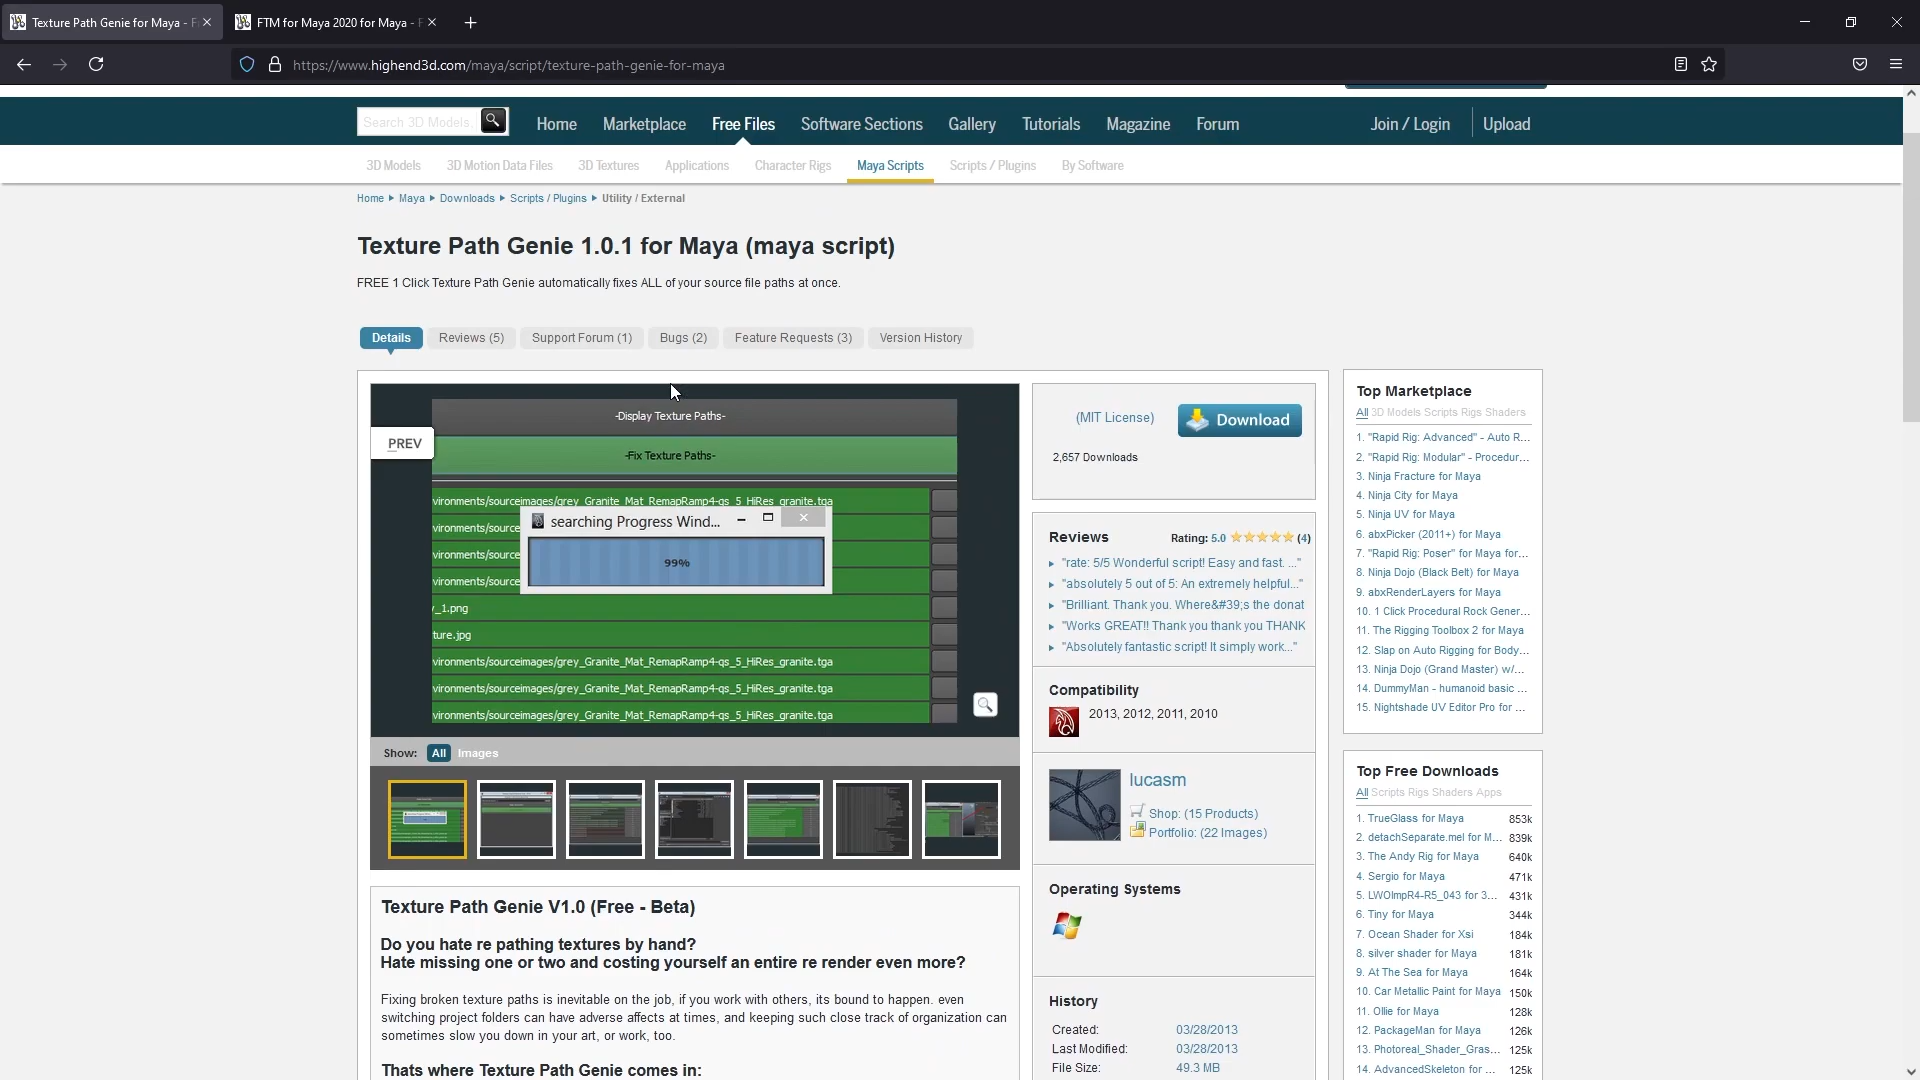 Texture Path Genie for Maya - F
FTM for Maya 2020 for Maya - F
https://www.highend3d.com/maya/script/texture-path-genie-for-maya
Search 3D Models.
Home
Marketplace
Free Files
Software Sections
Gallery
Tutorials
Magazine
Forum
Join / Login
Upload
3D Models
3D Motion Data Files
3D Textures
Applications
Character Rigs
Maya Scripts
Scripts / Plugins
By Software
Home Maya Downloads Scripts / Plugins Utility / External
Texture Path Genie 1.0.1 for Maya (maya script)
FREE 1 Click Texture Path Genie automatically fixes ALL of your source file paths at once.
Details
Reviews (5)
Support Forum (1)
Bugs (2)
Feature Requests (3)
Version History
-Display Texture Paths-
PREV
-Fix Texture Paths-
vironments/sourceimages/grey_Granite_Mat_RemapRamp4-qs_5_HiRes_granite.tga
vironments/source
searching Progress Wind...
vironments/source
99%
vironments/source
y_1.png
ture.jpg
vironments/sourceimages/grey_Granite_Mat_RemapRamp4-qs_5_HiRes_granite.tga
vironments/sourceimages/grey_Granite_Mat_RemapRamp4-qs_5_HiRes_granite.tga
vironments/sourceimages/grey_Granite_Mat_RemapRamp4-qs_5_HiRes_granite.tga
Show: All Images
Texture Path Genie V1.0 (Free - Beta)
Do you hate re pathing textures by hand?
Hate missing one or two and costing yourself an entire re render even more?
Fixing broken texture paths is inevitable on the job, if you work with others, its bound to happen. even
switching project folders can have adverse affects at times, and keeping such close track of organization can
sometimes slow you down in your art, or work, too.
Thats where Texture Path Genie comes in:
(MIT License)
Download
2,657 Downloads
Reviews
Rating: 5.0 (4)
"rate: 5/5 Wonderful script! Easy and fast. ..."
"absolutely 5 out of 5: An extremely helpful..."
"Brilliant. Thank you. Where&#39;s the donat
"Works GREAT!! Thank you thank you THANK
"Absolutely fantastic script! It simply work..."
Compatibility
2013, 2012, 2011, 2010
lucasm
Shop: (15 Products)
Portfolio: (22 Images)
Operating Systems
History
Created: 03/28/2013
Last Modified: 03/28/2013
File Size: 49.3 MB
Top Marketplace
All 3D Models Scripts Rigs Shaders
1. "Rapid Rig: Advanced" - Auto R...
2. "Rapid Rig: Modular" - Procedur...
3. Ninja Fracture for Maya
4. Ninja City for Maya
5. Ninja UV for Maya
6. abxPicker (2011+) for Maya
7. "Rapid Rig: Poser" for Maya for...
8. Ninja Dojo (Black Belt) for Maya
9. abxRenderLayers for Maya
10. 1 Click Procedural Rock Gener...
11. The Rigging Toolbox 2 for Maya
12. Slap on Auto Rigging for Body...
13. Ninja Dojo (Grand Master) w/...
14. DummyMan - humanoid basic ...
15. Nightshade UV Editor Pro for ...
Top Free Downloads
All Scripts Rigs Shaders Apps
1. TrueGlass for Maya 853k
2. detachSeparate.mel for M... 839k
3. The Andy Rig for Maya 640k
4. Sergio for Maya 471k
5. LWOImpR4-R5_043 for 3... 431k
6. Tiny for Maya 344k
7. Ocean Shader for Xsi 184k
8. silver shader for Maya 181k
9. At The Sea for Maya 164k
10. Car Metallic Paint for Maya 150k
11. Ollie for Maya 128k
12. PackageMan for Maya 126k
13. Photoreal_Shader_Gras... 125k
14. AdvancedSkeleton for ... 125k